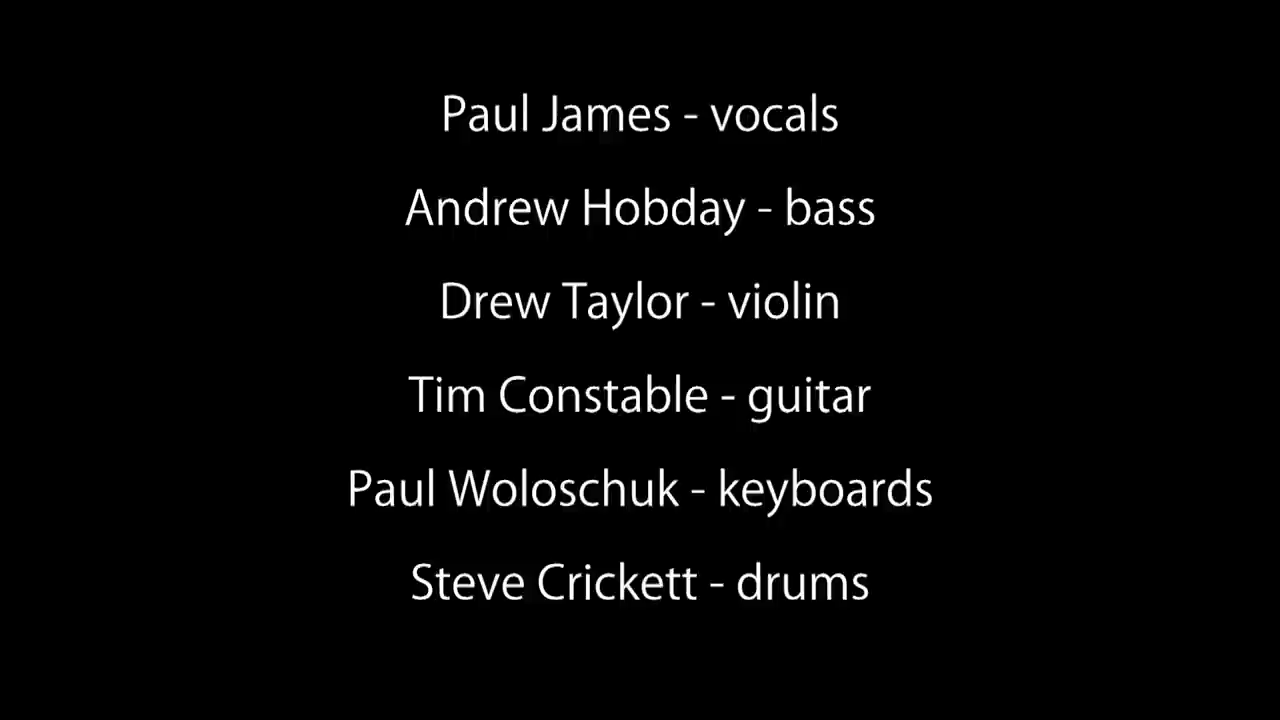 Paul James - vocals
Andrew Hobday - bass
Drew Taylor - violin
Tim Constable - guitar
Paul Woloschuk - keyboards
Steve Crickett - drums